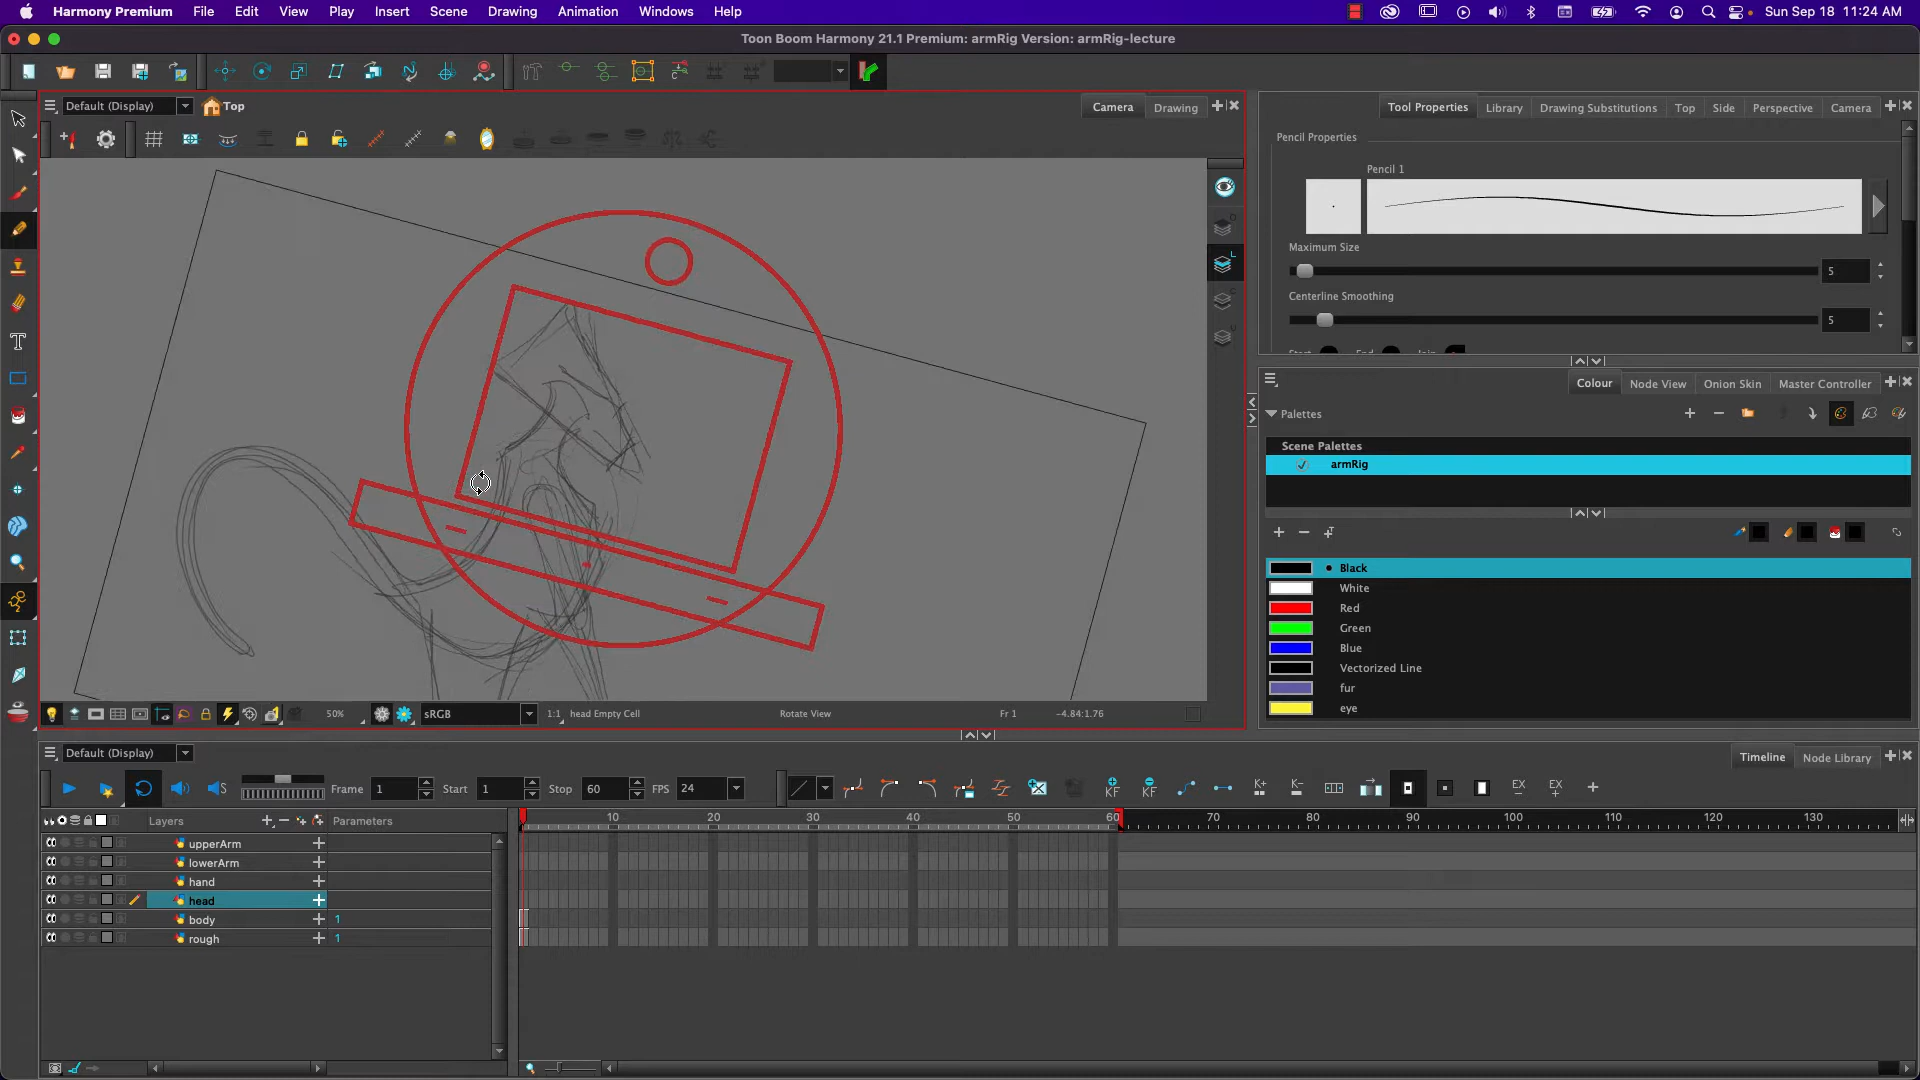 Harmony Premium File Edit View Play Insert Scene Drawing Animation Windows Help Sun Sep 18 11:24 AM
Toon Boom Harmony 21.1 Premium: armRig Version: armRig-lecture
Default (Display) Top Camera Drawing
Tool Properties Library Drawing Substitutions Top Side Perspective Camera
Pencil Properties
Pencil 1
Maximum Size
5
Centerline Smoothing
5
Colour Node View Onion Skin Master Controller
Palettes
Scene Palettes
armRig
Black
White
Red
Green
Blue
Vectorized Line
fur
eye
50% sRGB 1:1 head Empty Cell Rotate View Fr 1 -4.84:1.76
Default (Display) Timeline Node Library
Frame 1 Start 1 Stop 60 FPS 24 KF KF K+ K- EX EX
Layers Parameters 10 20 30 40 50 60 70 80 90 100 110 120 130
upperArm
lowerArm
hand
head
body 1
rough 1